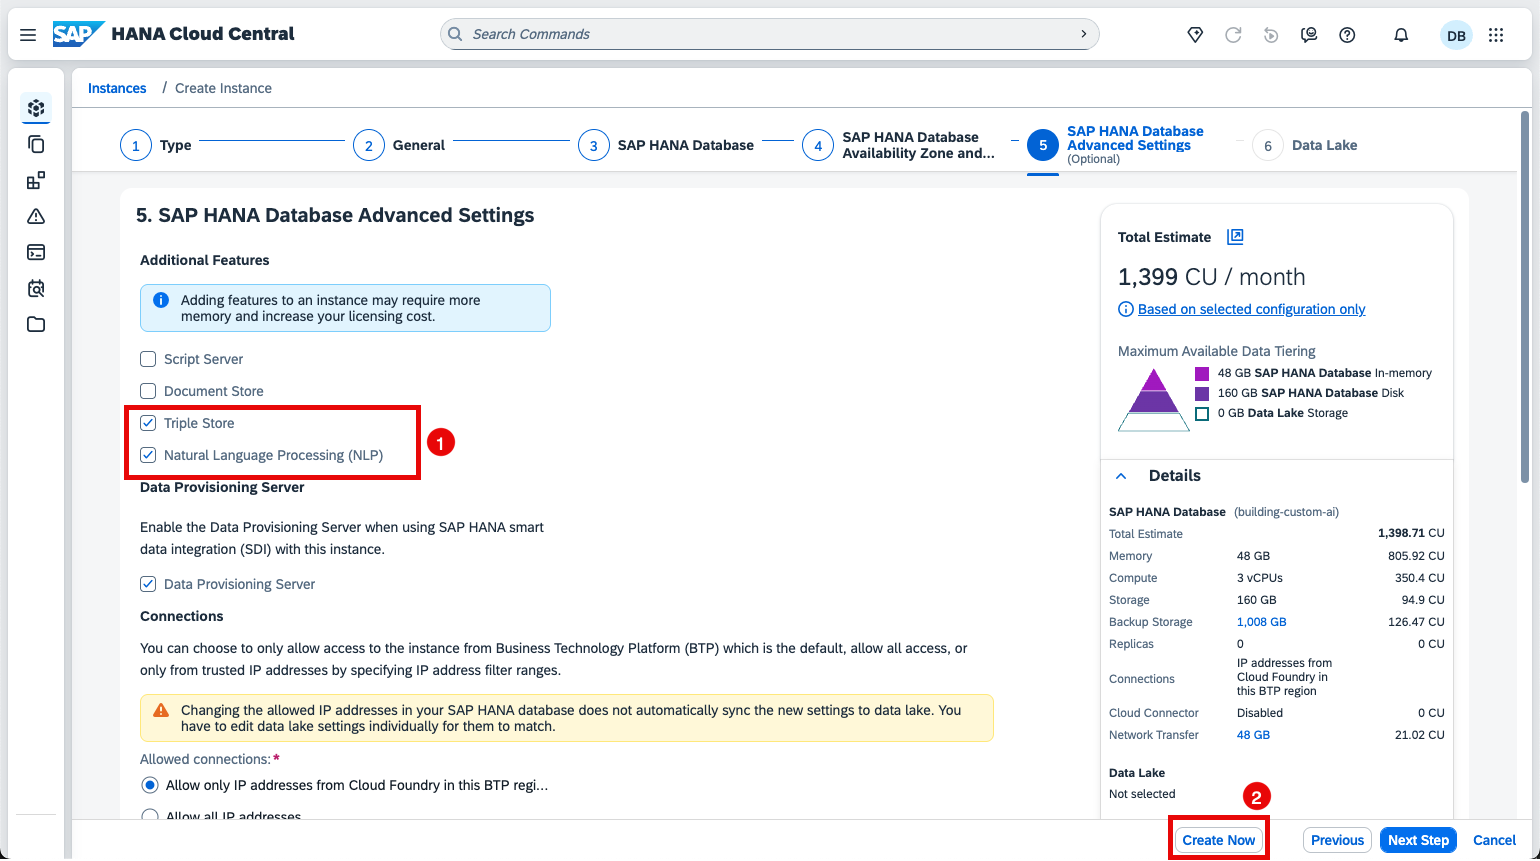 SAP HANA Cloud Central
Search Commands
DB
Instances / Create Instance
1 Type
2 General
3 SAP HANA Database
4 SAP HANA Database
Availability Zone and...
5 SAP HANA Database
Advanced Settings
(Optional)
6 Data Lake
5. SAP HANA Database Advanced Settings
Additional Features
Adding features to an instance may require more
memory and increase your licensing cost.
Script Server
Document Store
Triple Store
Natural Language Processing (NLP)
1
Data Provisioning Server
Enable the Data Provisioning Server when using SAP HANA smart
data integration (SDI) with this instance.
Data Provisioning Server
Connections
You can choose to only allow access to the instance from Business Technology Platform (BTP) which is the default, allow all access, or
only from trusted IP addresses by specifying IP address filter ranges.
Changing the allowed IP addresses in your SAP HANA database does not automatically sync the new settings to data lake. You
have to edit data lake settings individually for them to match.
Allowed connections:*
Allow only IP addresses from Cloud Foundry in this BTP regi...
Allow all IP addresses
Total Estimate
1,399 CU / month
Based on selected configuration only
Maximum Available Data Tiering
48 GB SAP HANA Database In-memory
160 GB SAP HANA Database Disk
0 GB Data Lake Storage
Details
SAP HANA Database (building-custom-ai)
Total Estimate 1,398.71 CU
Memory 48 GB 805.92 CU
Compute 3 vCPUs 350.4 CU
Storage 160 GB 94.9 CU
Backup Storage 1,008 GB 126.47 CU
Replicas 0 0 CU
Connections IP addresses from
Cloud Foundry in
this BTP region
Cloud Connector Disabled 0 CU
Network Transfer 48 GB 21.02 CU
Data Lake
Not selected
2
Create Now
Previous
Next Step
Cancel